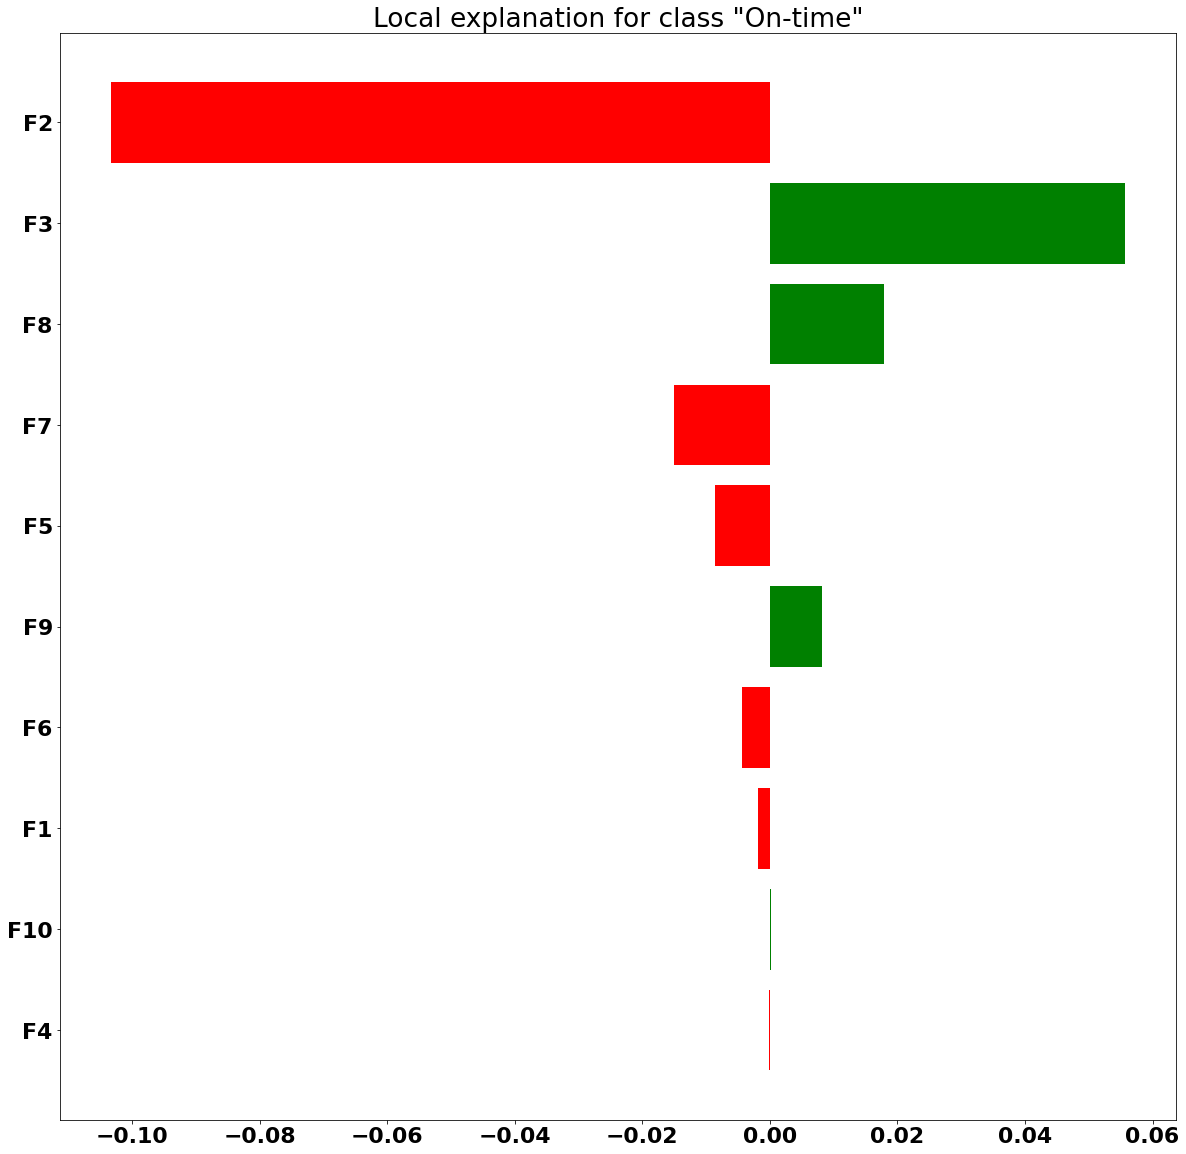 Local explanation for class "On-time"
F2
F3
F8
F7
F5
F9
F6
F1
F10
F4
−0.10 −0.08 −0.06 −0.04 −0.02 0.00 0.02 0.04 0.06